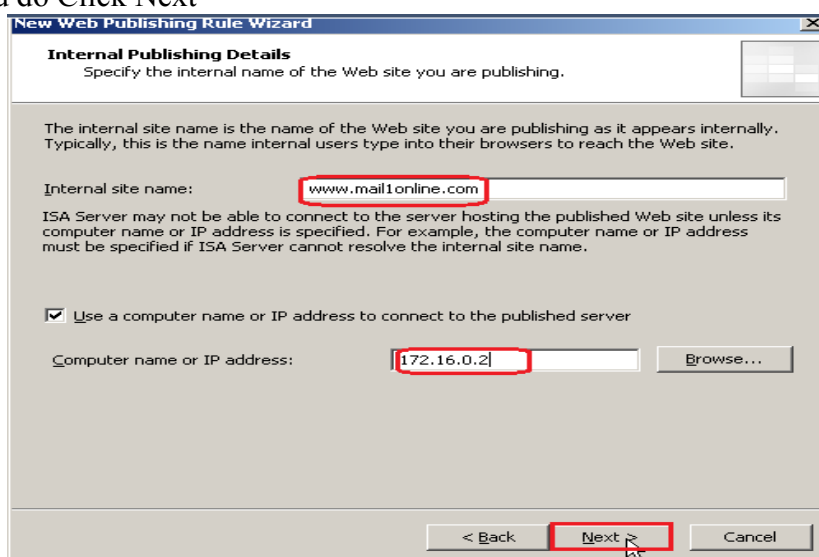 do Click Next
New Web Publishing Rule Wizard
Internal Publishing Details
Specify the internal name of the Web site you are publishing.
The internal site name is the name of the Web site you are publishing as it appears internally.
Typically, this is the name internal users type into their browsers to reach the Web site.
Internal site name: www.mail1online.com
ISA Server may not be able to connect to the server hosting the published Web site unless its
computer name or IP address is specified. For example, the computer name or IP address
must be specified if ISA Server cannot resolve the internal site name.
Use a computer name or IP address to connect to the published server
Computer name or IP address: 172.16.0.2 Browse...
< Back Next > Cancel